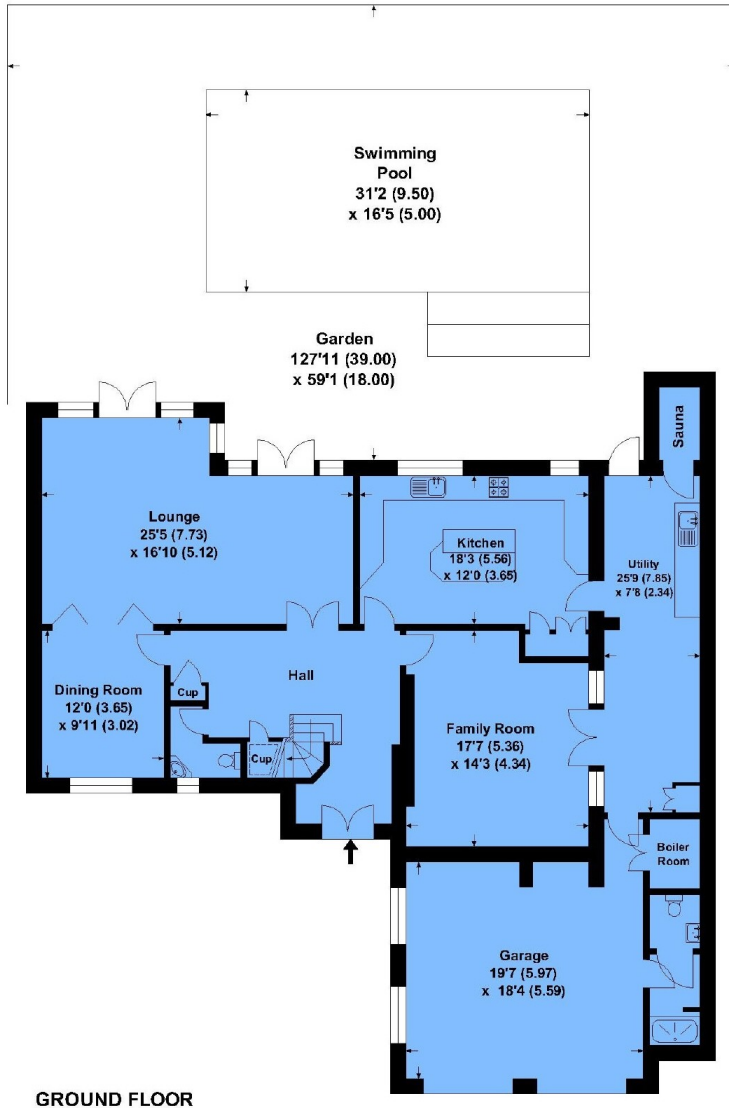 Swimming
Pool
31'2 (9.50)
x 16'5 (5.00)
Garden
127'11 (39.00)
x 59'1 (18.00)
Sauna
Lounge
25'5 (7.73)
x 16'10 (5.12)
Kitchen
18'3 (5.56)
x 12'0 (3.65)
Utility
25'9 (7.85)
x 7'8 (2.34)
Hall
Dining Room
12'0 (3.65)
x 9'11 (3.02)
Cup
Family Room
17'7 (5.36)
x 14'3 (4.34)
Cup
Boiler
Room
Garage
19'7 (5.97)
x 18'4 (5.59)
GROUND FLOOR